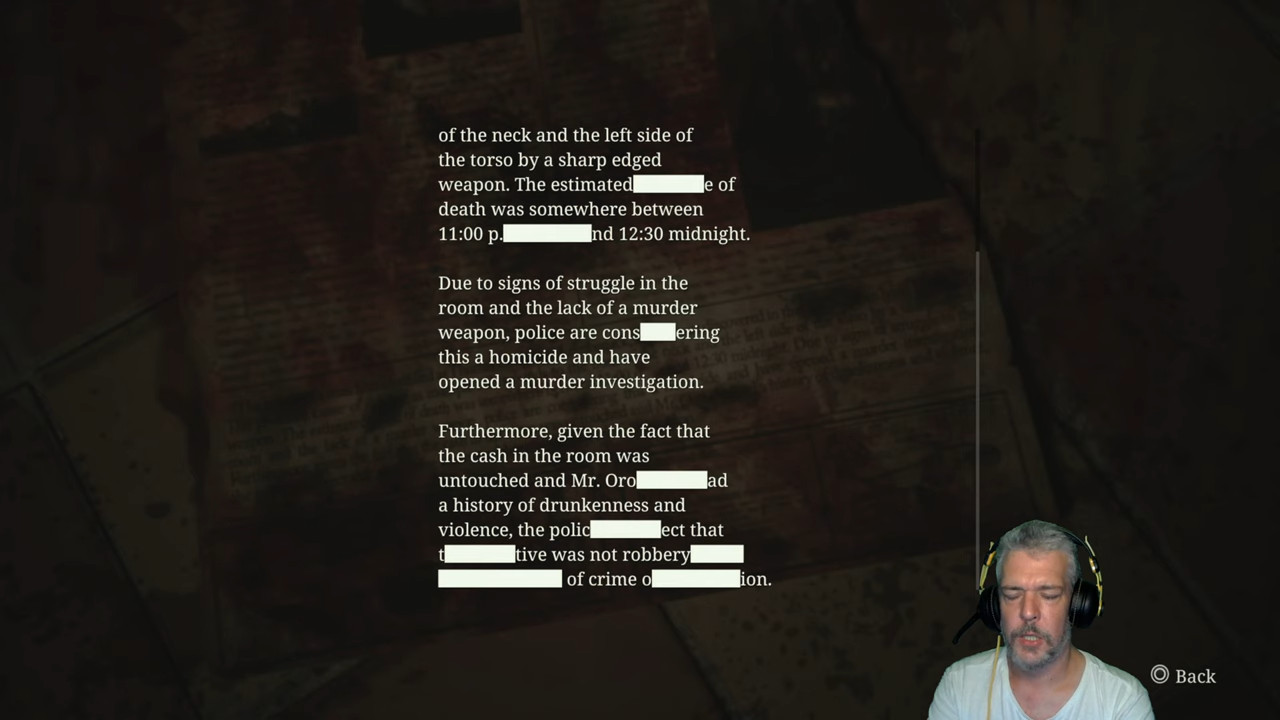 of the neck and the left side of
the torso by a sharp edged
weapon. The estimated e of
death was somewhere between
11:00 p. nd 12:30 midnight.
Due to signs of struggle in the
room and the lack of a murder
weapon, police are cons ering
this a homicide and have
opened a murder investigation.
Furthermore, given the fact that
the cash in the room was
untouched and Mr. Oro ad
a history of drunkenness and
violence, the polic ect that
t tive was not robbery
of crime o ion.
Back